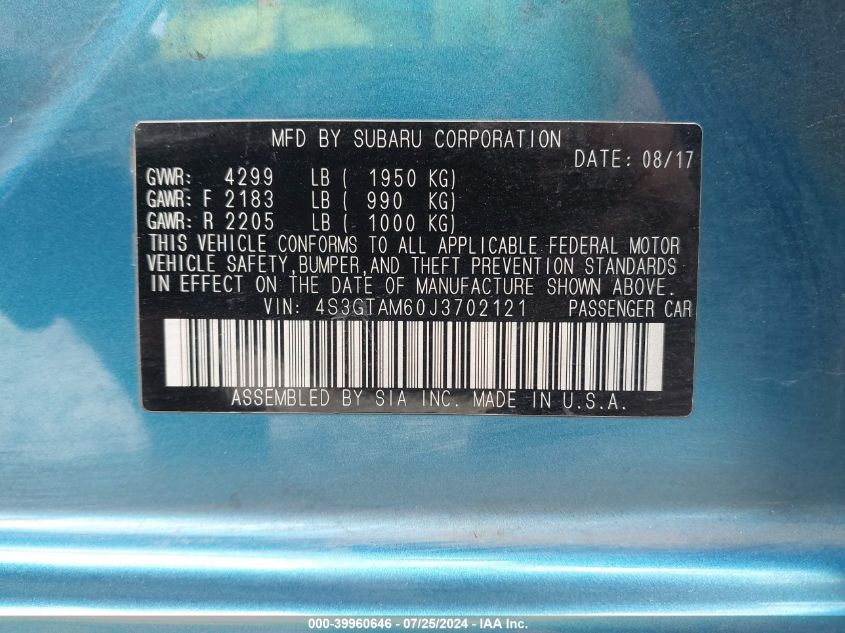 MFD BY SUBARU CORPORATION
DATE: 08/17
GVWR: 4299 LB ( 1950 KG)
GAWR: F 2183 LB ( 990 KG)
GAWR: R 2205 LB ( 1000 KG)
THIS VEHICLE CONFORMS TO ALL APPLICABLE FEDERAL MOTOR
VEHICLE SAFETY,BUMPER,AND THEFT PREVENTION STANDARDS
IN EFFECT ON THE DATE OF MANUFACTURE SHOWN ABOVE.
VIN: 4S3GTAM60J3702121 PASSENGER CAR
ASSEMBLED BY SIA INC. MADE IN U.S.A.
000-39960646 - 07/25/2024 - IAA Inc.